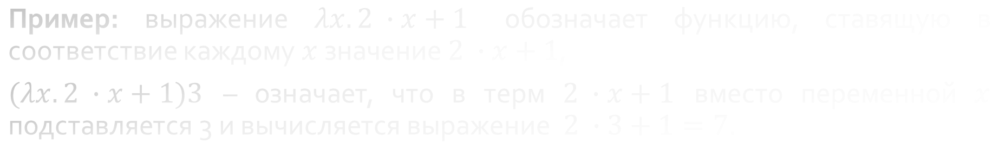 Пример: выражение λx. 2 · x + 1 обозначает функцию, ставящую в
соответствие каждому x значение 2 · x + 1,
(λx. 2 · x + 1)3 – означает, что в терм 2 · x + 1 вместо переменной x
подставляется 3 и вычисляется выражение 2 · 3 + 1 = 7.